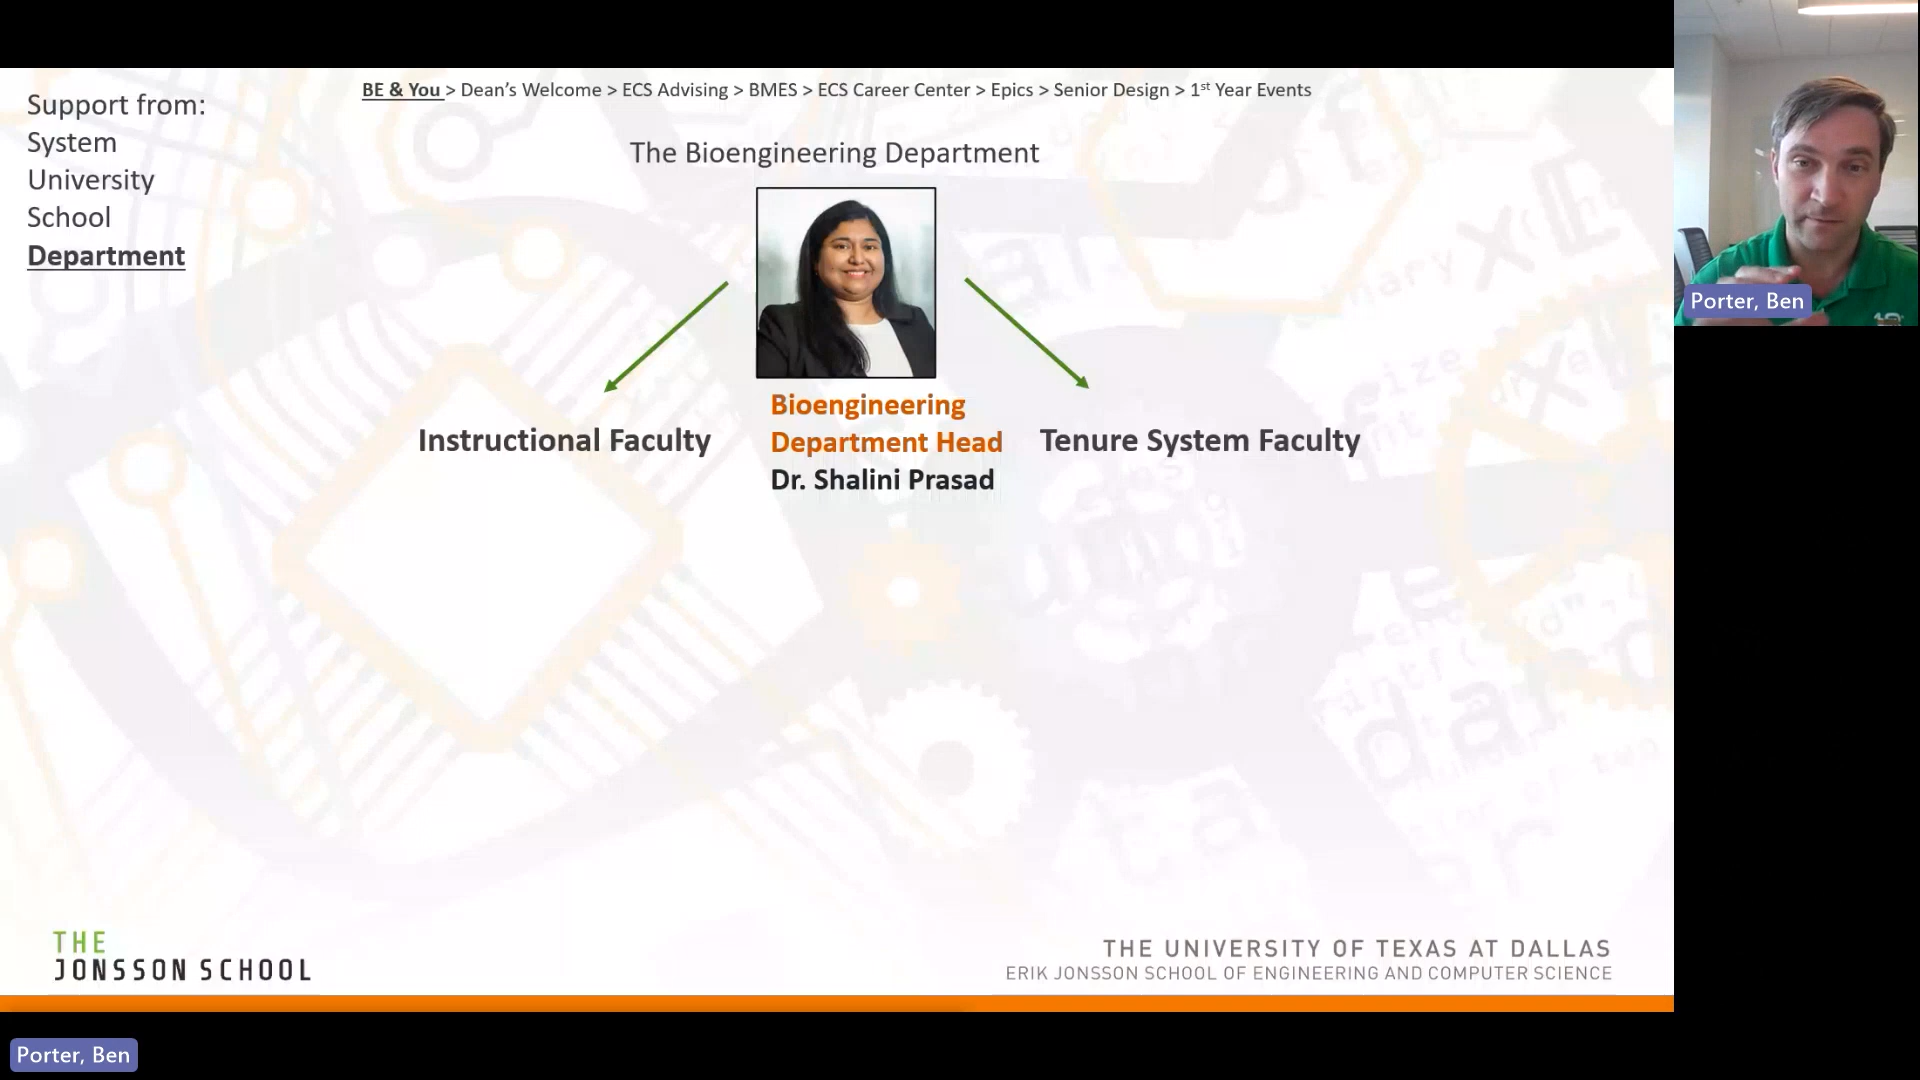 Support from:
System
University
School
Department
BE & You > Dean's Welcome > ECS Advising > BMES > ECS Career Center > Epics > Senior Design > 1st Year Events
The Bioengineering Department
Instructional Faculty
Bioengineering
Department Head
Dr. Shalini Prasad
Tenure System Faculty
THE
JONSSON SCHOOL
THE UNIVERSITY OF TEXAS AT DALLAS
ERIK JONSSON SCHOOL OF ENGINEERING AND COMPUTER SCIENCE
Porter, Ben
Porter, Ben